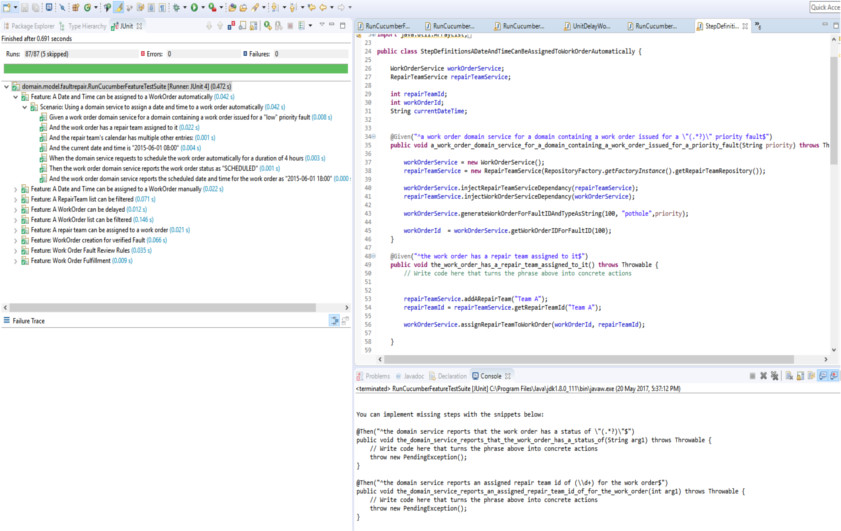 Quick Acce
Package Explorer
Type Hierarchy
JUnit
Finished after 0.691 seconds
Runs: 87/87 (5 skipped)
Errors: 0
Failures: 0
domain.model.faultrepair.RunCucumberFeatureTestSuite [Runner: JUnit 4] (0.472 s)
Feature: A Date and Time can be assigned to a WorkOrder automatically (0.042 s)
Scenario: Using a domain service to assign a date and time to a work order automatically (0.042 s)
Given a work order domain service for a domain containing a work order issued for a "low" priority fault (0.008 s)
And the work order has a repair team assigned to it (0.022 s)
And the repair team's calendar has multiple other entries: (0.001 s)
And the current date and time is "2015-06-01 08:00" (0.004 s)
When the domain service requests to schedule the work order automatically for a duration of 4 hours (0.003 s)
Then the work order domain service reports the work order status as "SCHEDULED" (0.001 s)
And the work order domain service reports the scheduled date and time for the work order as "2015-06-01 18:00" (0.000
Feature: A Date and Time can be assigned to a WorkOrder manually (0.022 s)
Feature: A RepairTeam list can be filtered (0.071 s)
Feature: A WorkOrder can be delayed (0.012 s)
Feature: A WorkOrder list can be filtered (0.146 s)
Feature: A repair team can be assigned to a work order (0.021 s)
Feature: WorkOrder creation for verified Fault (0.066 s)
Feature: Work Order Fault Review Rules (0.035 s)
Feature: Work Order Fulfillment (0.009 s)
Failure Trace
RunCucumberF...
RunCucumber...
RunCucumber...
UnitDelayWo...
RunCucumber...
StepDefiniti...
23
24 public class StepDefinitionsADateAndTimeCanBeAssignedToWorkOrderAutomatically {
25
26 WorkOrderService workOrderService;
27 RepairTeamService repairTeamService;
28
29 int repairTeamId;
30 int workOrderId;
31 String currentDateTime;
32
33
34 @Given("^a work order domain service for a domain containing a work order issued for a \"(.*?)\" priority fault$")
35 public void a_work_order_domain_service_for_a_domain_containing_a_work_order_issued_for_a_priority_fault(String priority) throws Th
36
37 workOrderService = new WorkOrderService();
38 repairTeamService = new RepairTeamService(RepositoryFactory.getFactoryInstance().getRepairTeamRepository());
39
40 workOrderService.injectRepairTeamServiceDependancy(repairTeamService);
41 repairTeamService.injectWorkOrderServiceDependancy(workOrderService);
42
43 workOrderService.generateWorkOrderForFaultIDAndTypeAsString(100, "pothole",priority);
44
45 workOrderId = workOrderService.getWorkOrderIDForFaultID(100);
46 }
47
48 @Given("^the work order has a repair team assigned to it$")
49 public void the_work_order_has_a_repair_team_assigned_to_it() throws Throwable {
50 // Write code here that turns the phrase above into concrete actions
51
52
53 repairTeamService.addARepairTeam("Team A");
54 repairTeamId = repairTeamService.getRepairTeamId("Team A");
55
56 workOrderService.assignRepairTeamToWorkOrder(workOrderId, repairTeamId);
57
58 }
59
Problems
Javadoc
Declaration
Console
<terminated> RunCucumberFeatureTestSuite [JUnit] C:\Program Files\Java\jdk1.8.0_111\bin\javaw.exe (20 May 2017, 5:37:12 PM)
You can implement missing steps with the snippets below:
@Then("^the domain service reports that the work order has a status of \"(.*?)\"$")
public void the_domain_service_reports_that_the_work_order_has_a_status_of(String arg1) throws Throwable {
// Write code here that turns the phrase above into concrete actions
throw new PendingException();
}
@Then("^the domain service reports an assigned repair team id of (\\d+) for the work order$")
public void the_domain_service_reports_an_assigned_repair_team_id_of_for_the_work_order(int arg1) throws Throwable {
// Write code here that turns the phrase above into concrete actions
throw new PendingException();
}